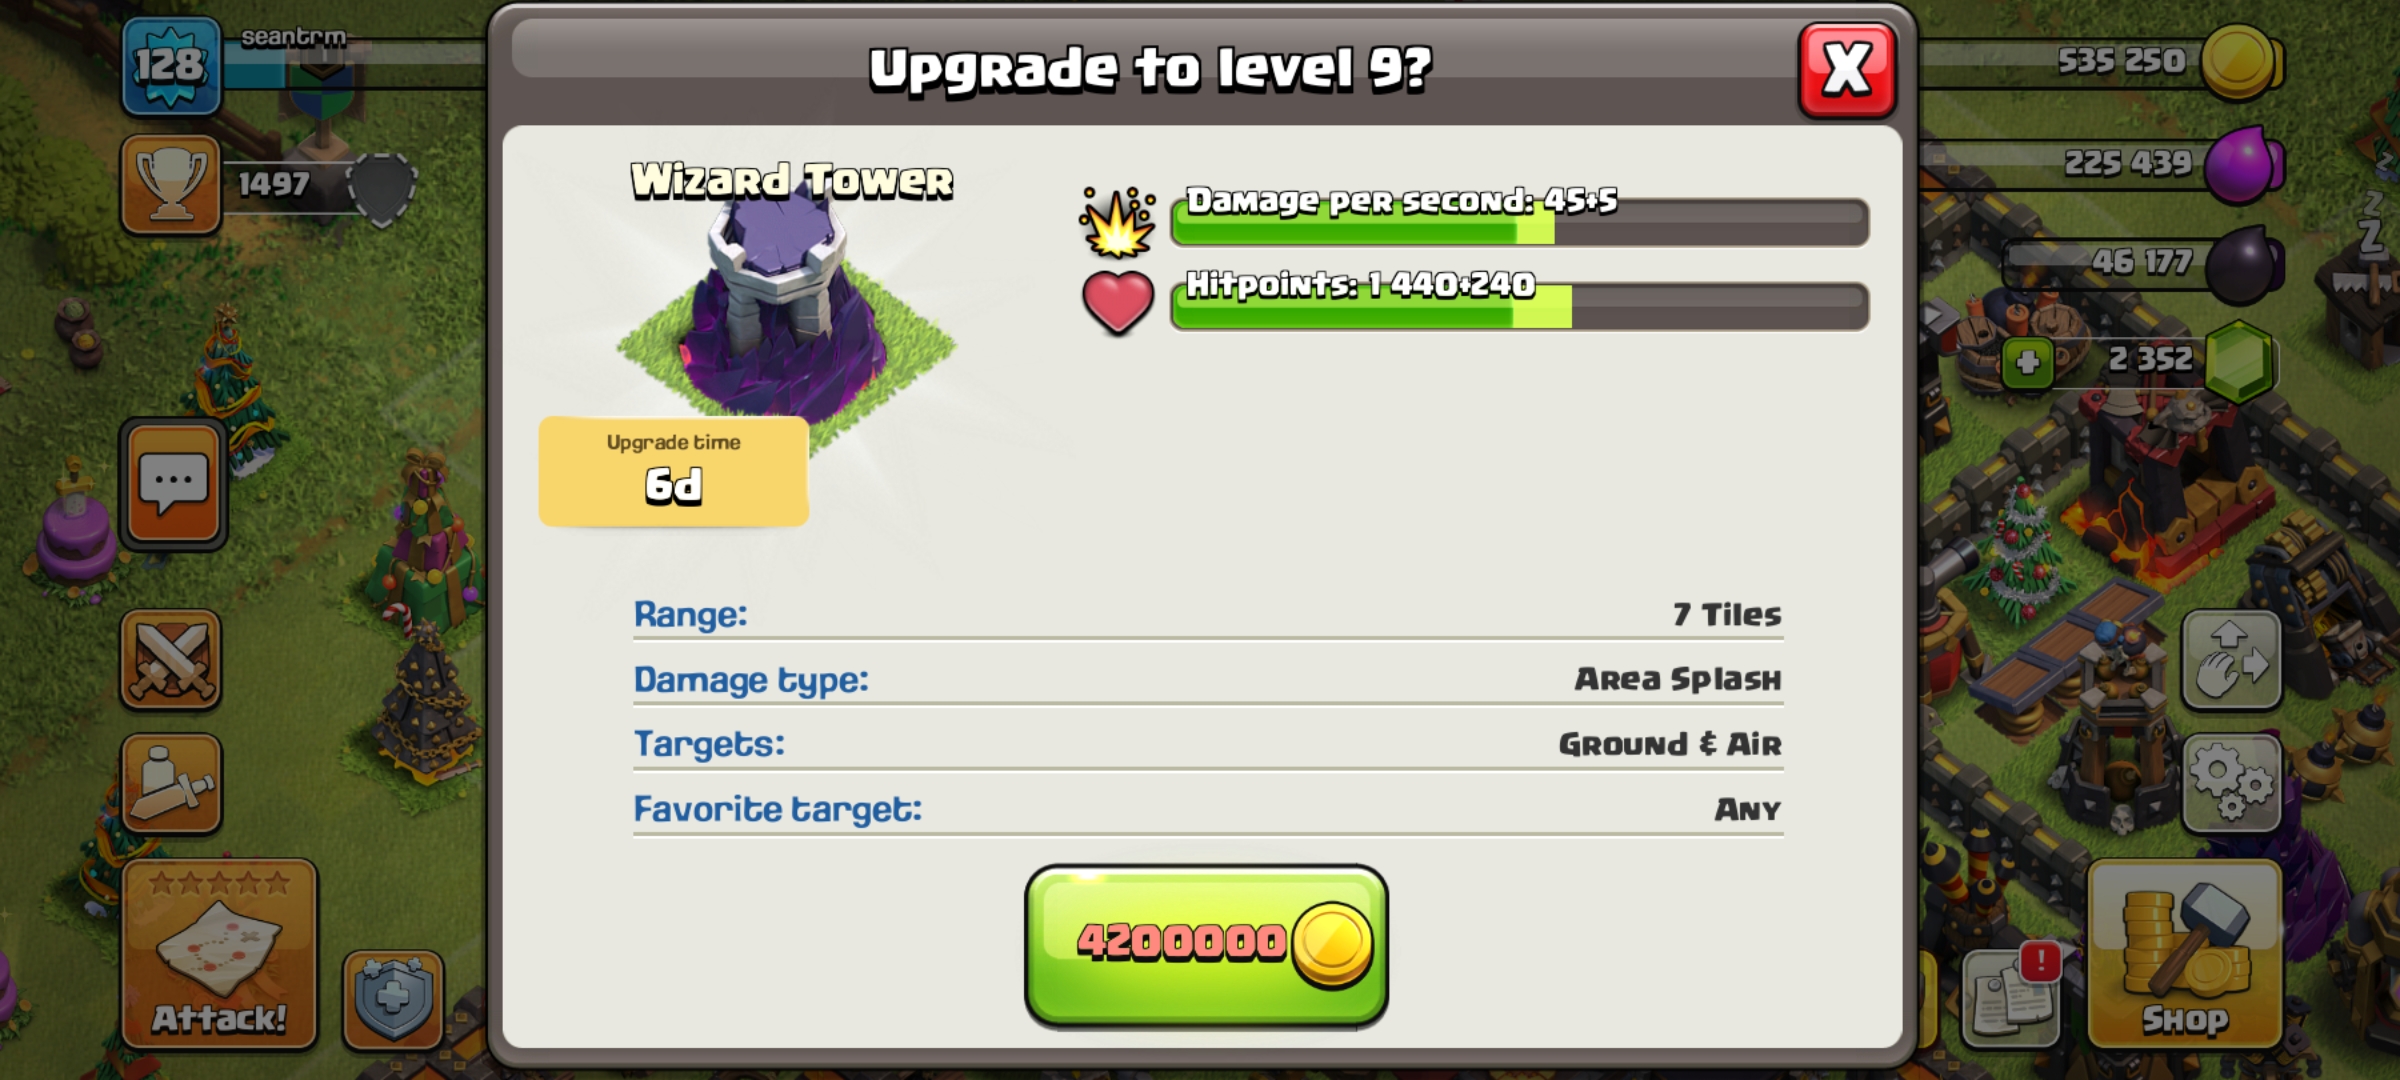 128
seantrm
1497
Attack!
Upgrade to level 9?
X
Wizard Tower
Damage per second: 45+5
Hitpoints: 1 440+240
Upgrade time
6d
Range: 7 Tiles
Damage type: Area Splash
Targets: Ground & Air
Favorite target: Any
4200000
535 250
225 439
46 177
2 352
!
Shop